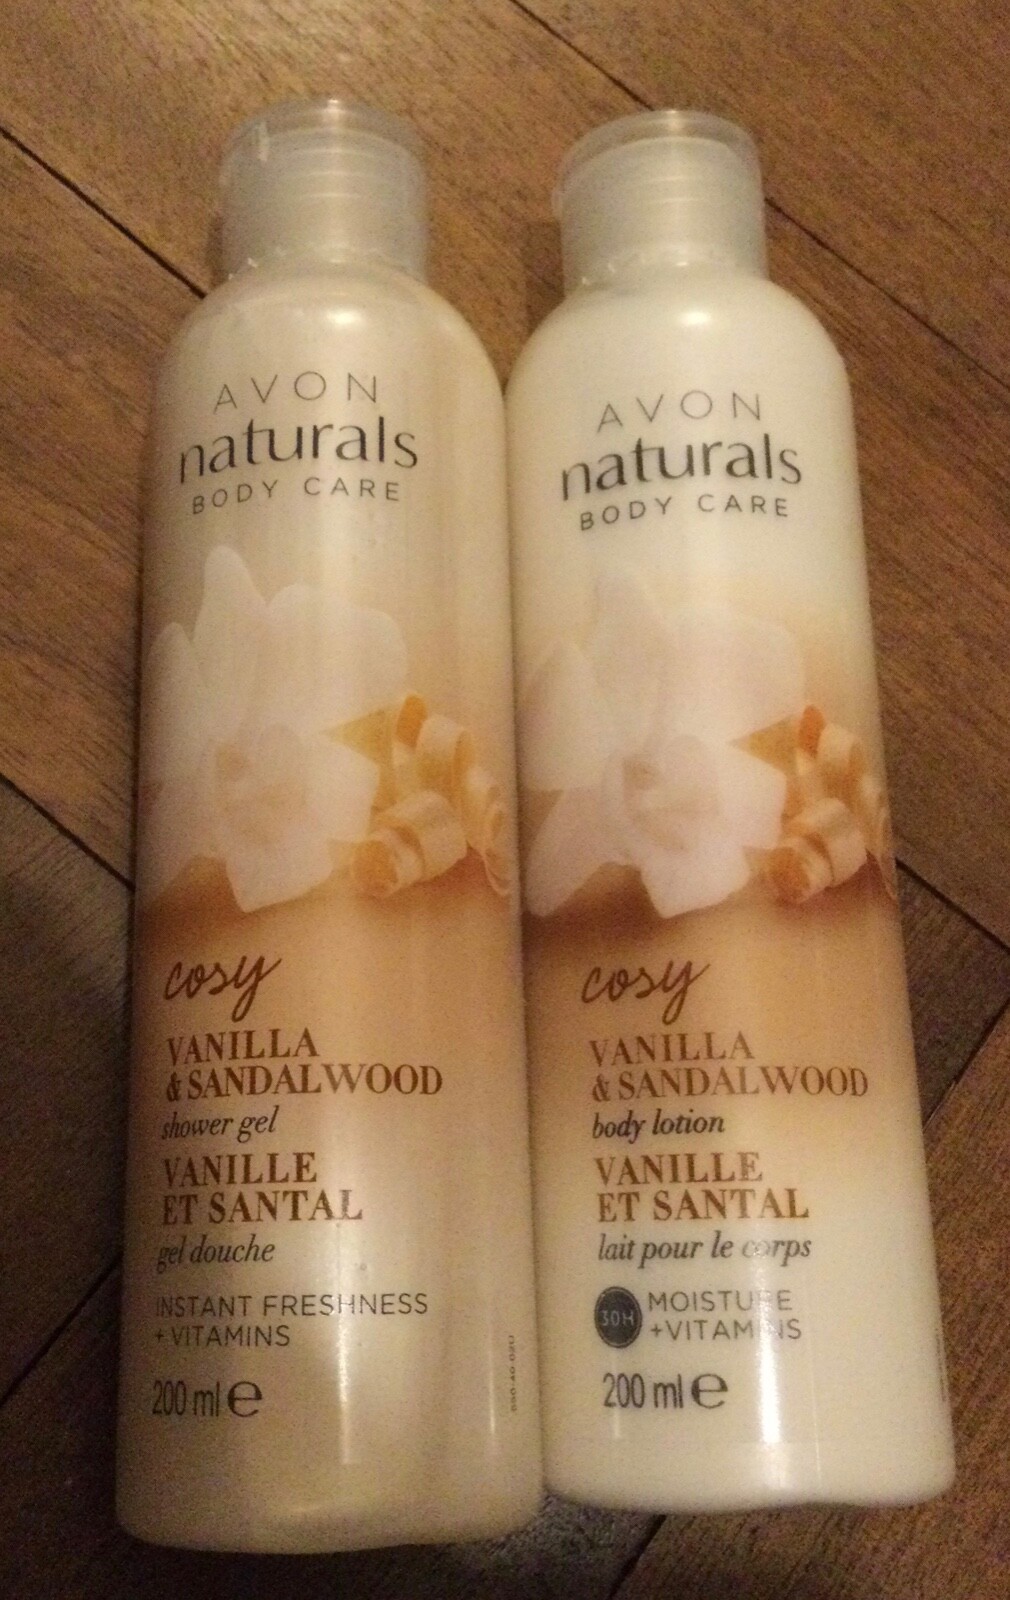 AVON
naturals
BODY CARE
cosy
VANILLA
& SANDALWOOD
shower gel
VANILLE
ET SANTAL
gel douche
INSTANT FRESHNESS
+ VITAMINS
200 ml e
AVON
naturals
BODY CARE
cosy
VANILLA
& SANDALWOOD
body lotion
VANILLE
ET SANTAL
lait pour le corps
30H MOISTURE
+VITAMINS
200 ml e